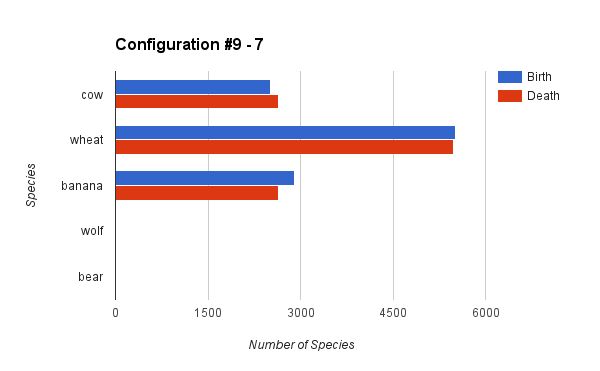 Configuration #9 - 7
Birth
Death
cow
wheat
banana
wolf
bear
Species
0 1500 3000 4500 6000
Number of Species